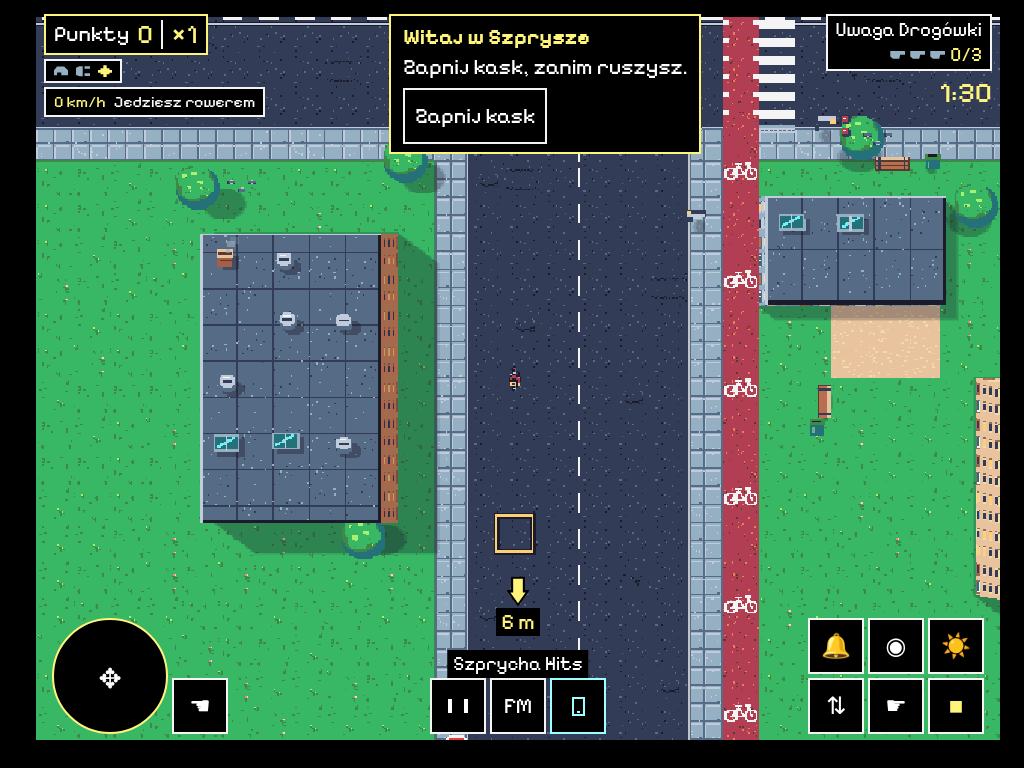 Punkty 0 ×1
0 km/h Jedziesz rowerem
Witaj w Szprysze
Zapnij kask, zanim ruszysz.
Zapnij kask
Uwaga Drogówki
0/3
1:30
6 m
Szprycha Hits
FM